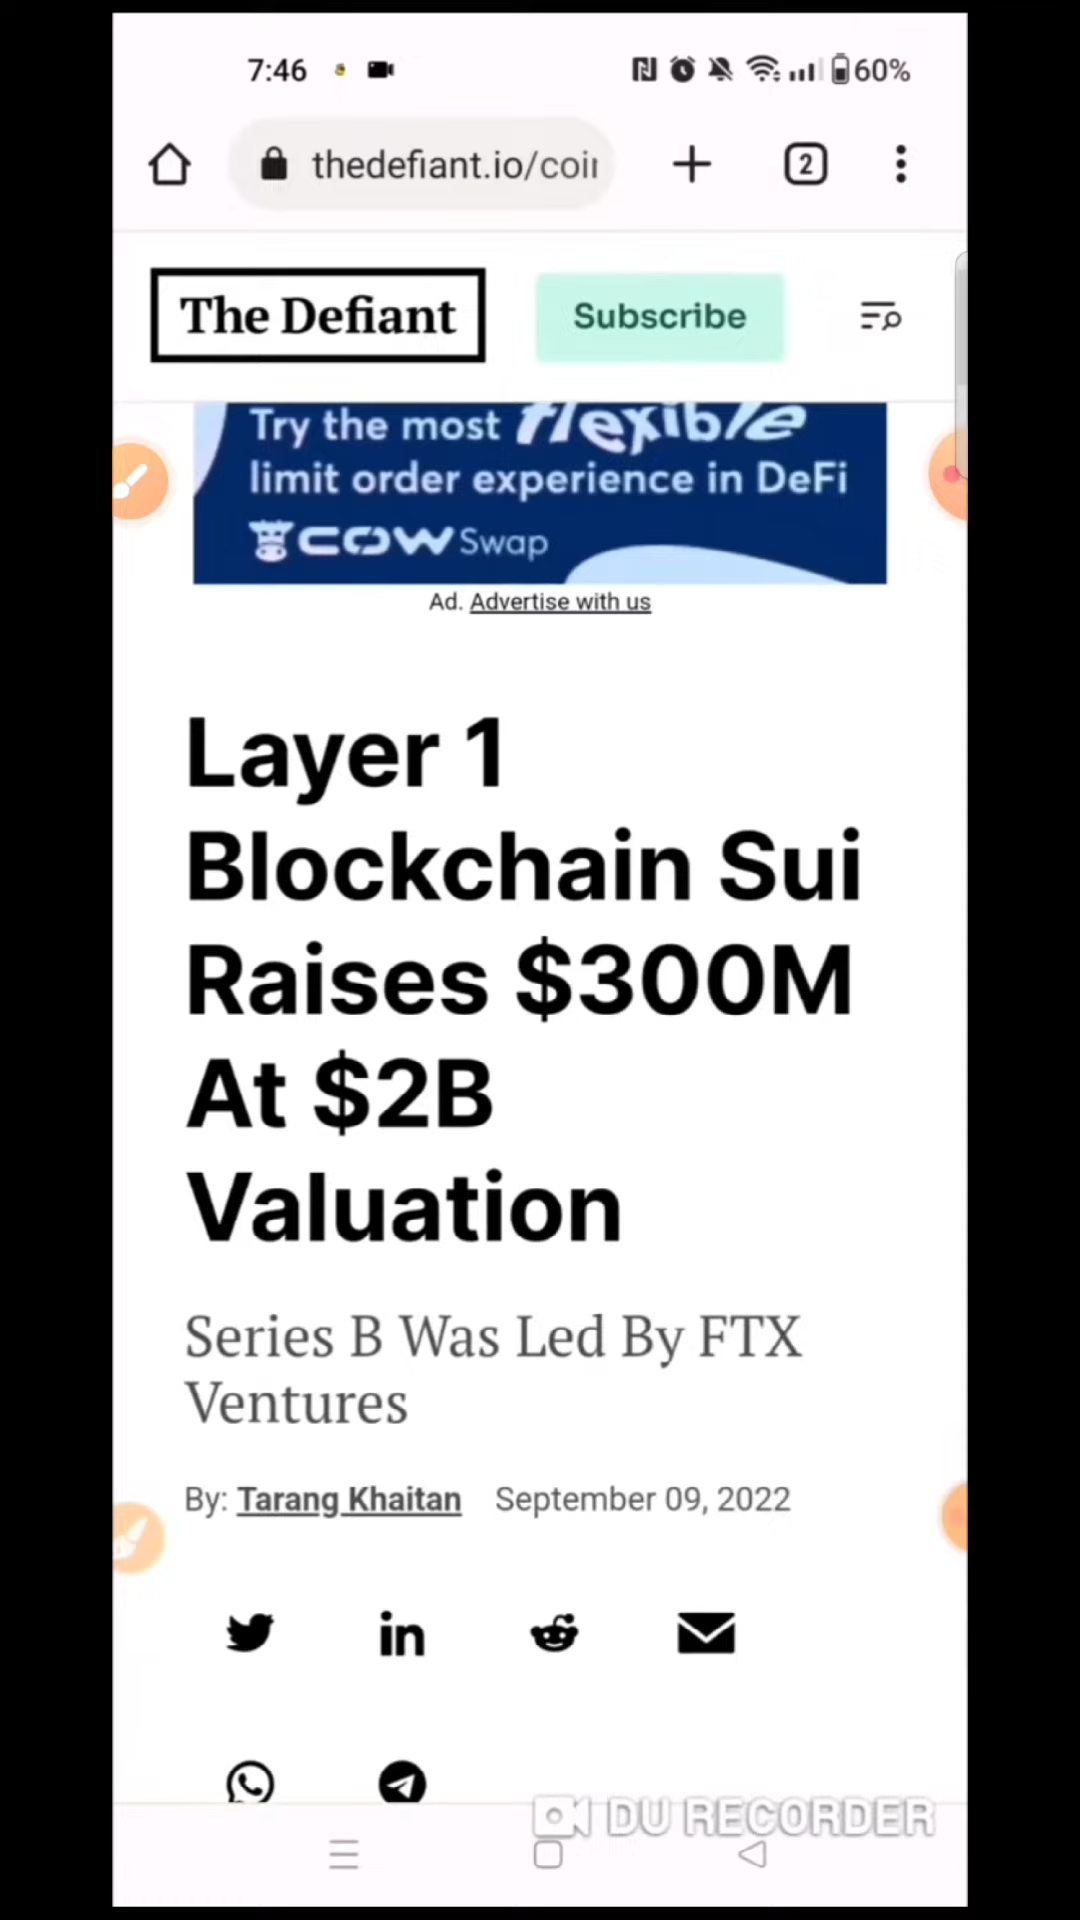 7:46
60%
thedefiant.io/coin
2
The Defiant
Subscribe
Try the most flexible
limit order experience in DeFi
COW Swap
Ad. Advertise with us
Layer 1
Blockchain Sui
Raises $300M
At $2B
Valuation
Series B Was Led By FTX
Ventures
By: Tarang Khaitan September 09, 2022
in
DU RECORDER